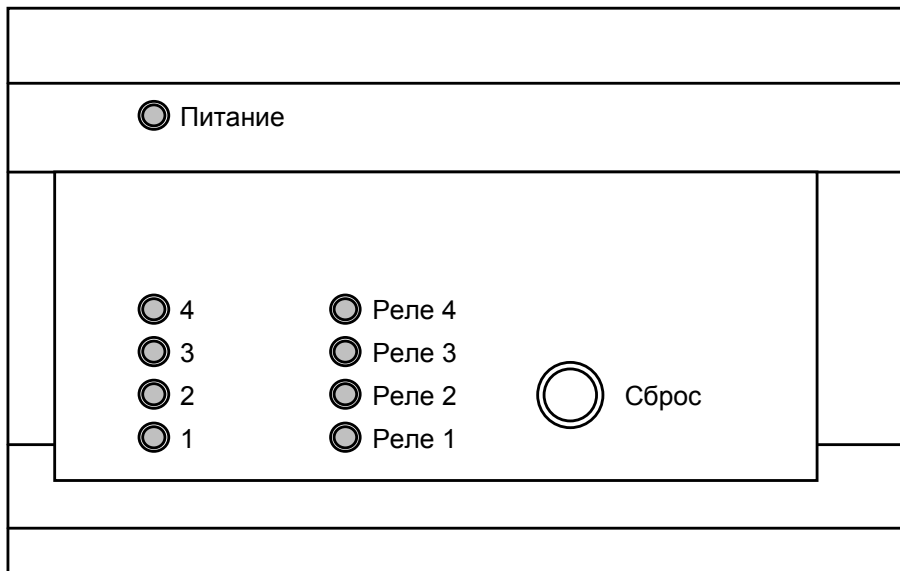 Питание
4 Реле 4
3 Реле 3
2 Реле 2 Сброс
1 Реле 1